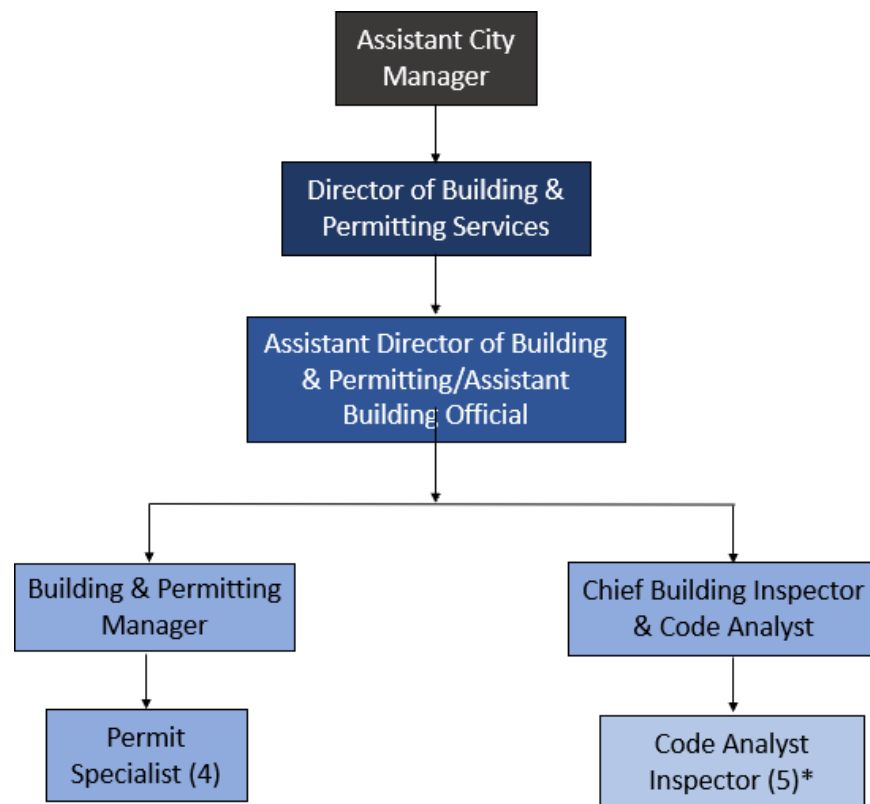 Assistant City
Manager
Director of Building &
Permitting Services
Assistant Director of Building
& Permitting/Assistant
Building Official
Building & Permitting
Manager
Chief Building Inspector
& Code Analyst
Permit
Specialist (4)
Code Analyst
Inspector (5)*